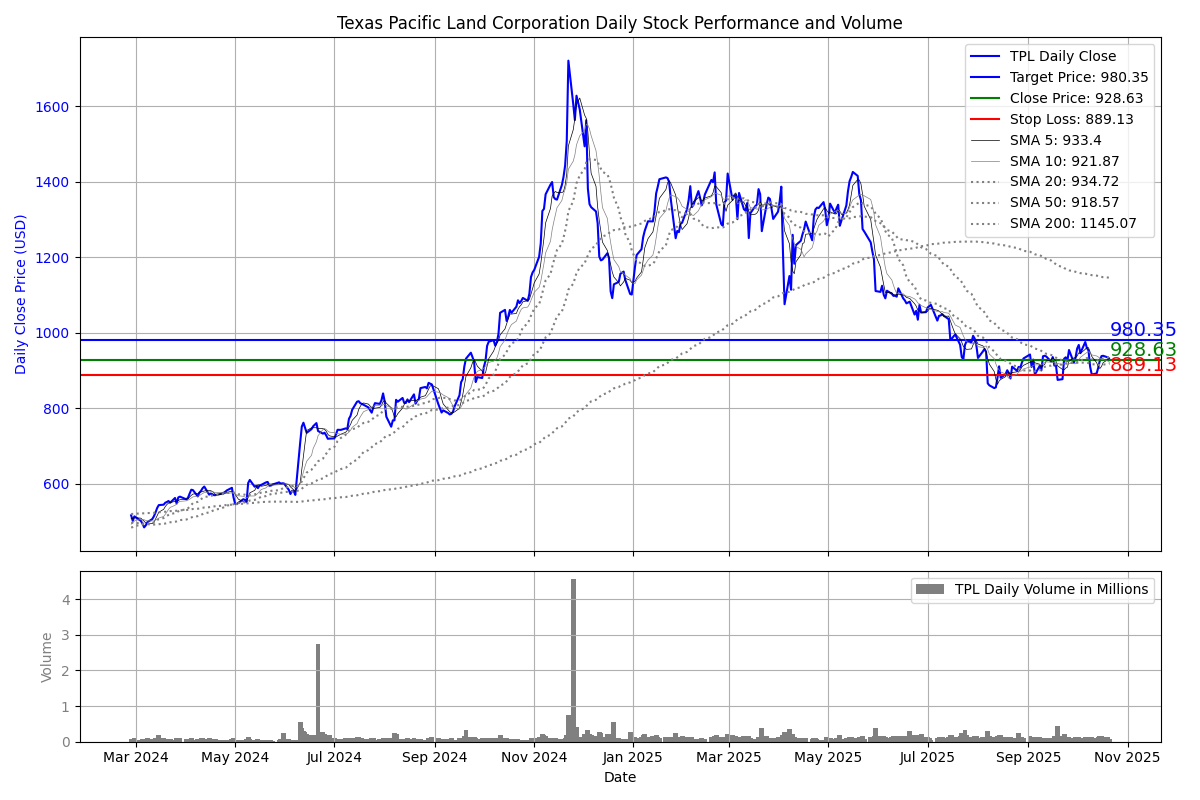 Texas Pacific Land Corporation Daily Stock Performance and Volume
Daily Close Price (USD)
1600
1400
1200
1000
800
600
TPL Daily Close
Target Price: 980.35
Close Price: 928.63
Stop Loss: 889.13
SMA 5: 933.4
SMA 10: 921.87
SMA 20: 934.72
SMA 50: 918.57
SMA 200: 1145.07
980.35
928.63
889.13
Volume
4
3
2
1
0
TPL Daily Volume in Millions
Mar 2024 May 2024 Jul 2024 Sep 2024 Nov 2024 Jan 2025 Mar 2025 May 2025 Jul 2025 Sep 2025 Nov 2025
Date